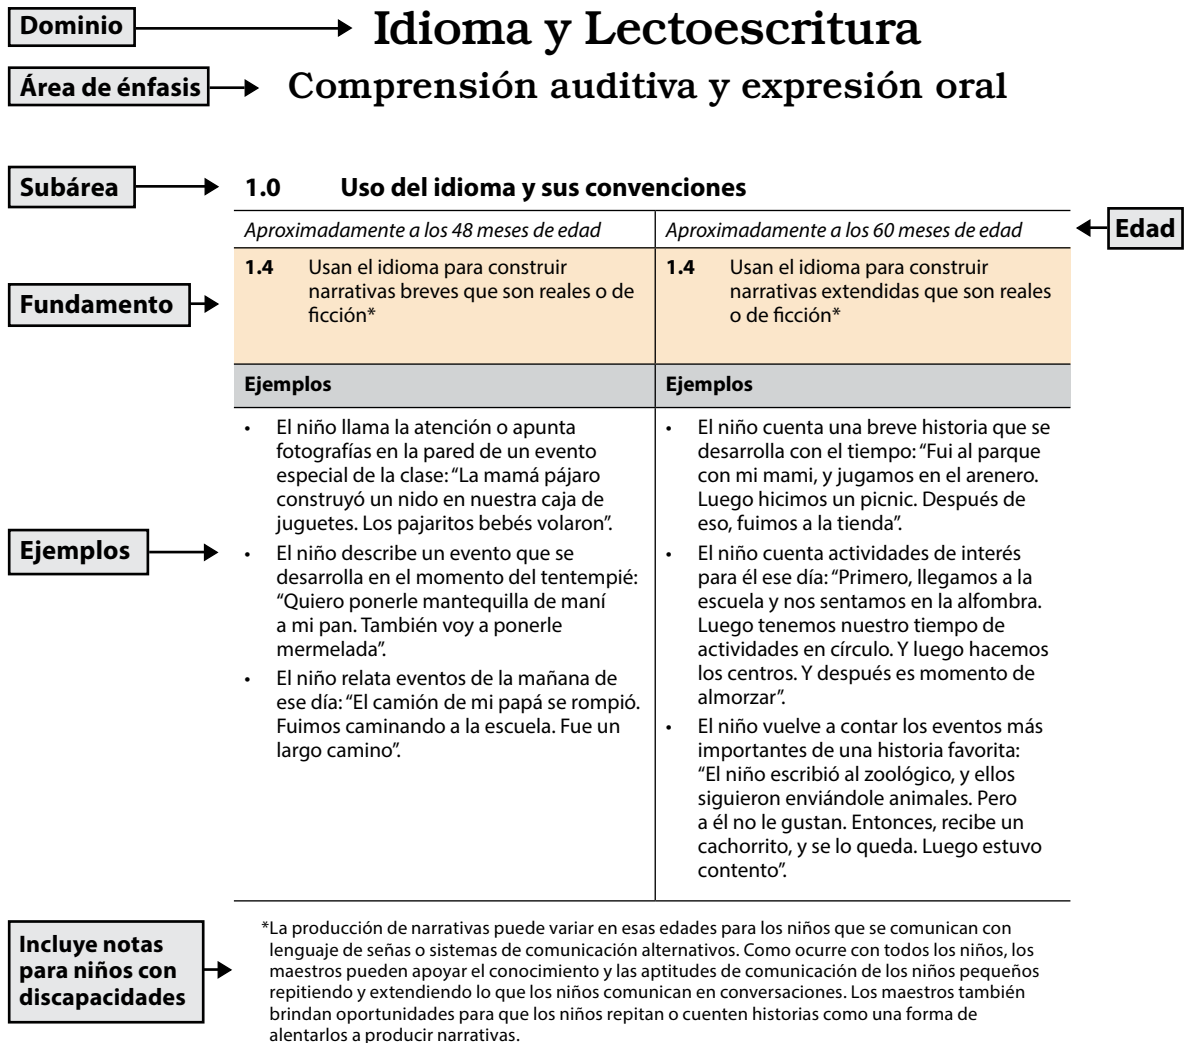 Dominio
Idioma y Lectoescritura
Área de énfasis
Comprensión auditiva y expresión oral
Subárea
1.0 Uso del idioma y sus convenciones
Aproximadamente a los 48 meses de edad
Aproximadamente a los 60 meses de edad
Edad
Fundamento
1.4 Usan el idioma para construir
narrativas breves que son reales o de
ficción*
1.4 Usan el idioma para construir
narrativas extendidas que son reales
o de ficción*
Ejemplos
Ejemplos
Ejemplos
• El niño llama la atención o apunta
fotografías en la pared de un evento
especial de la clase: “La mamá pájaro
construyó un nido en nuestra caja de
juguetes. Los pajaritos bebés volaron”.
• El niño describe un evento que se
desarrolla en el momento del tentempié:
“Quiero ponerle mantequilla de maní
a mi pan. También voy a ponerle
mermelada”.
• El niño relata eventos de la mañana de
ese día: “El camión de mi papá se rompió.
Fuimos caminando a la escuela. Fue un
largo camino”.
• El niño cuenta una breve historia que se
desarrolla con el tiempo: “Fui al parque
con mi mami, y jugamos en el arenero.
Luego hicimos un picnic. Después de
eso, fuimos a la tienda”.
• El niño cuenta actividades de interés
para él ese día: “Primero, llegamos a la
escuela y nos sentamos en la alfombra.
Luego tenemos nuestro tiempo de
actividades en círculo. Y luego hacemos
los centros. Y después es momento de
almorzar”.
• El niño vuelve a contar los eventos más
importantes de una historia favorita:
“El niño escribió al zoológico, y ellos
siguieron enviándole animales. Pero
a él no le gustan. Entonces, recibe un
cachorrito, y se lo queda. Luego estuvo
contento”.
Incluye notas
para niños con
discapacidades
*La producción de narrativas puede variar en esas edades para los niños que se comunican con
lenguaje de señas o sistemas de comunicación alternativos. Como ocurre con todos los niños, los
maestros pueden apoyar el conocimiento y las aptitudes de comunicación de los niños pequeños
repitiendo y extendiendo lo que los niños comunican en conversaciones. Los maestros también
brindan oportunidades para que los niños repitan o cuenten historias como una forma de
alentarlos a producir narrativas.